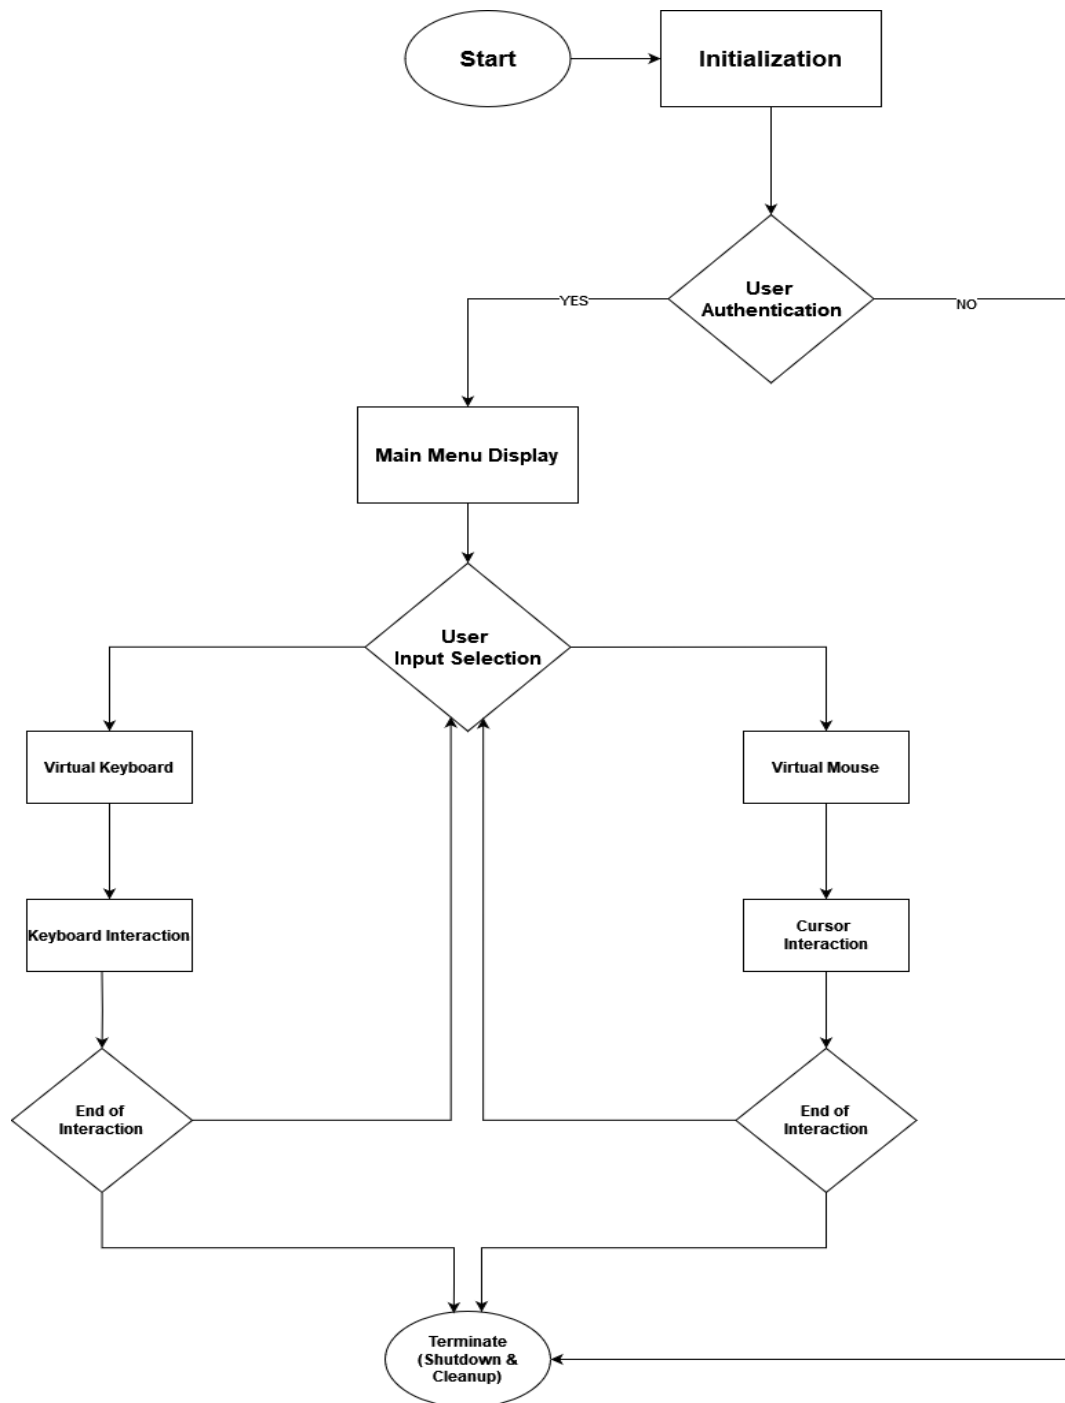 Start
Initialization
User
Authentication
YES
NO
Main Menu Display
User
Input Selection
Virtual Keyboard
Virtual Mouse
Keyboard Interaction
Cursor
Interaction
End of
Interaction
End of
Interaction
Terminate
(Shutdown &
Cleanup)